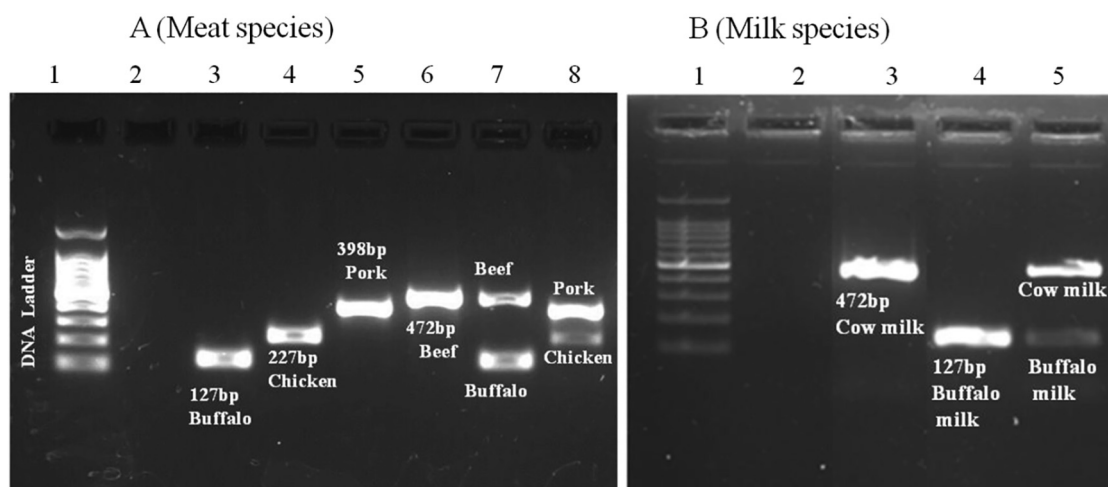 A (Meat species)
1 2 3 4 5 6 7 8
DNA Ladder
127bp
Buffalo
227bp
Chicken
398bp
Pork
472bp
Beef
Beef
Buffalo
Pork
Chicken
B (Milk species)
1 2 3 4 5
472bp
Cow milk
127bp
Buffalo
milk
Cow milk
Buffalo
milk